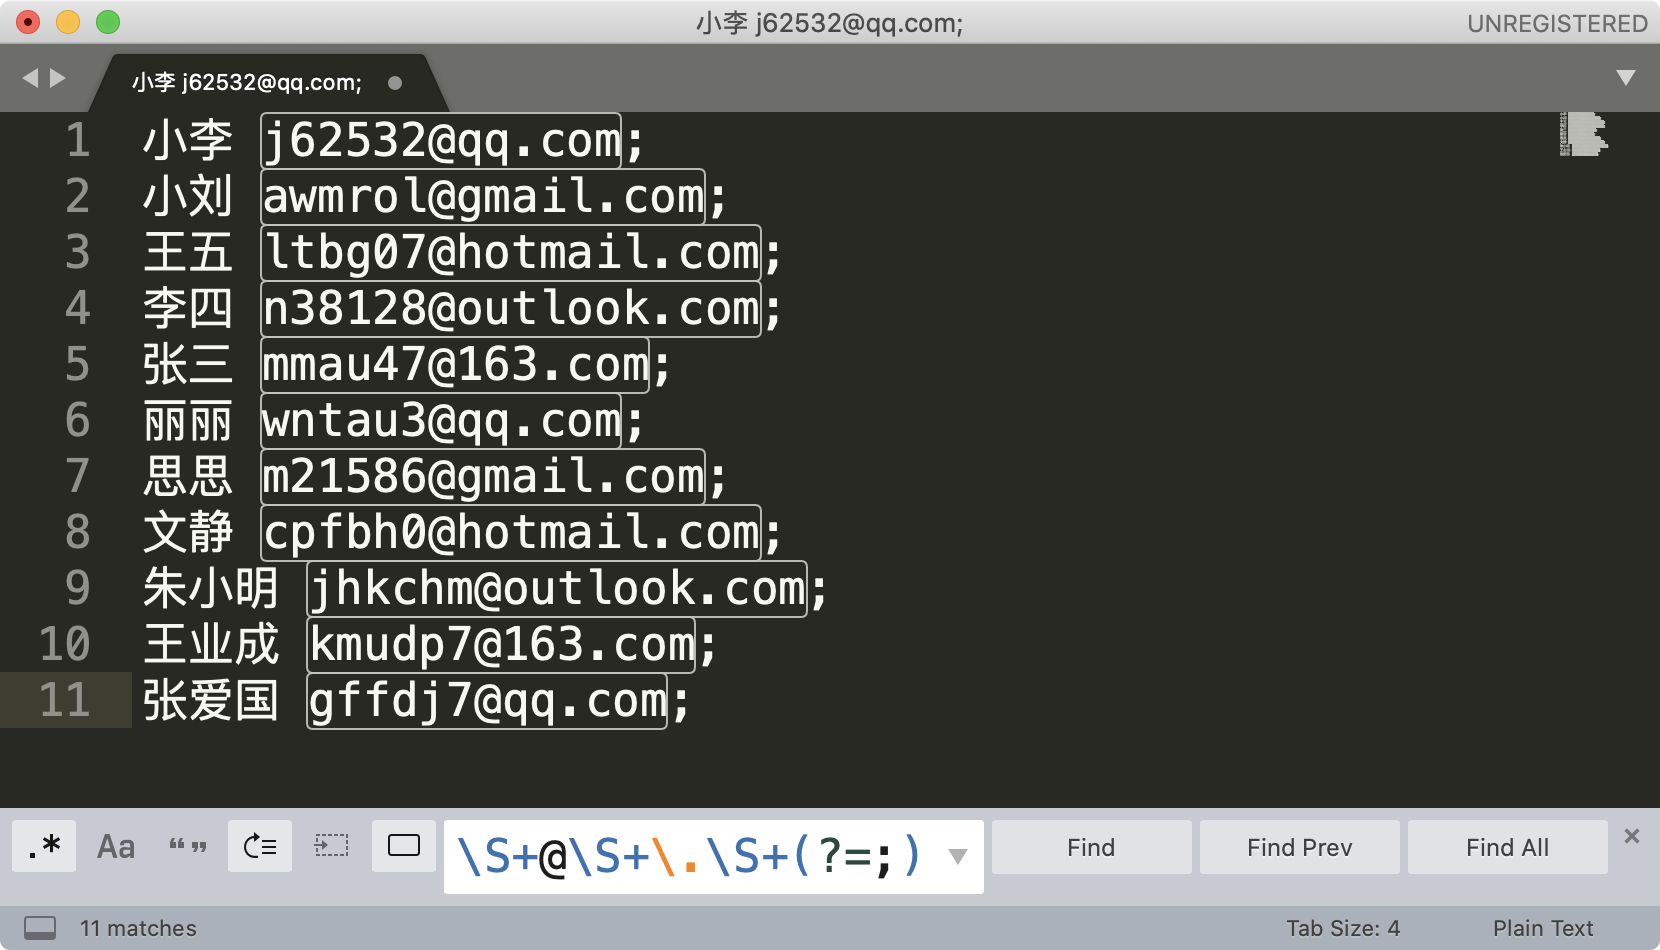 小李 j62532@qq.com;
UNREGISTERED
小李 j62532@qq.com;
1 小李 j62532@qq.com;
2 小刘 awmrol@gmail.com;
3 王五 ltbg07@hotmail.com;
4 李四 n38128@outlook.com;
5 张三 mmau47@163.com;
6 丽丽 wntau3@qq.com;
7 思思 m21586@gmail.com;
8 文静 cpfbh0@hotmail.com;
9 朱小明 jhkchm@outlook.com;
10 王业成 kmudp7@163.com;
11 张爱国 gffdj7@qq.com;
.* Aa “” \S+@\S+\.\S+(?=;) Find Find Prev Find All
11 matches Tab Size: 4 Plain Text